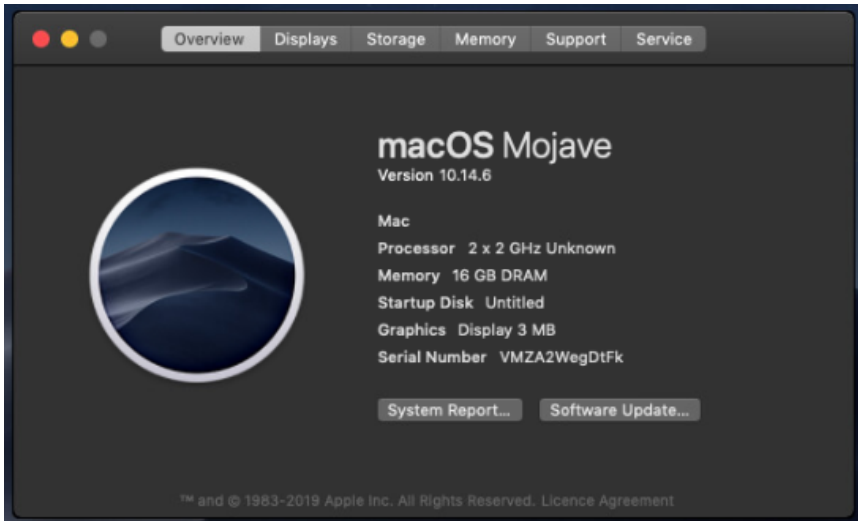 Overview Displays Storage Memory Support Service
macOS Mojave
Version 10.14.6
Mac
Processor 2 x 2 GHz Unknown
Memory 16 GB DRAM
Startup Disk Untitled
Graphics Display 3 MB
Serial Number VMZA2WegDtFk
System Report... Software Update...
™ and © 1983-2019 Apple Inc. All Rights Reserved. Licence Agreement